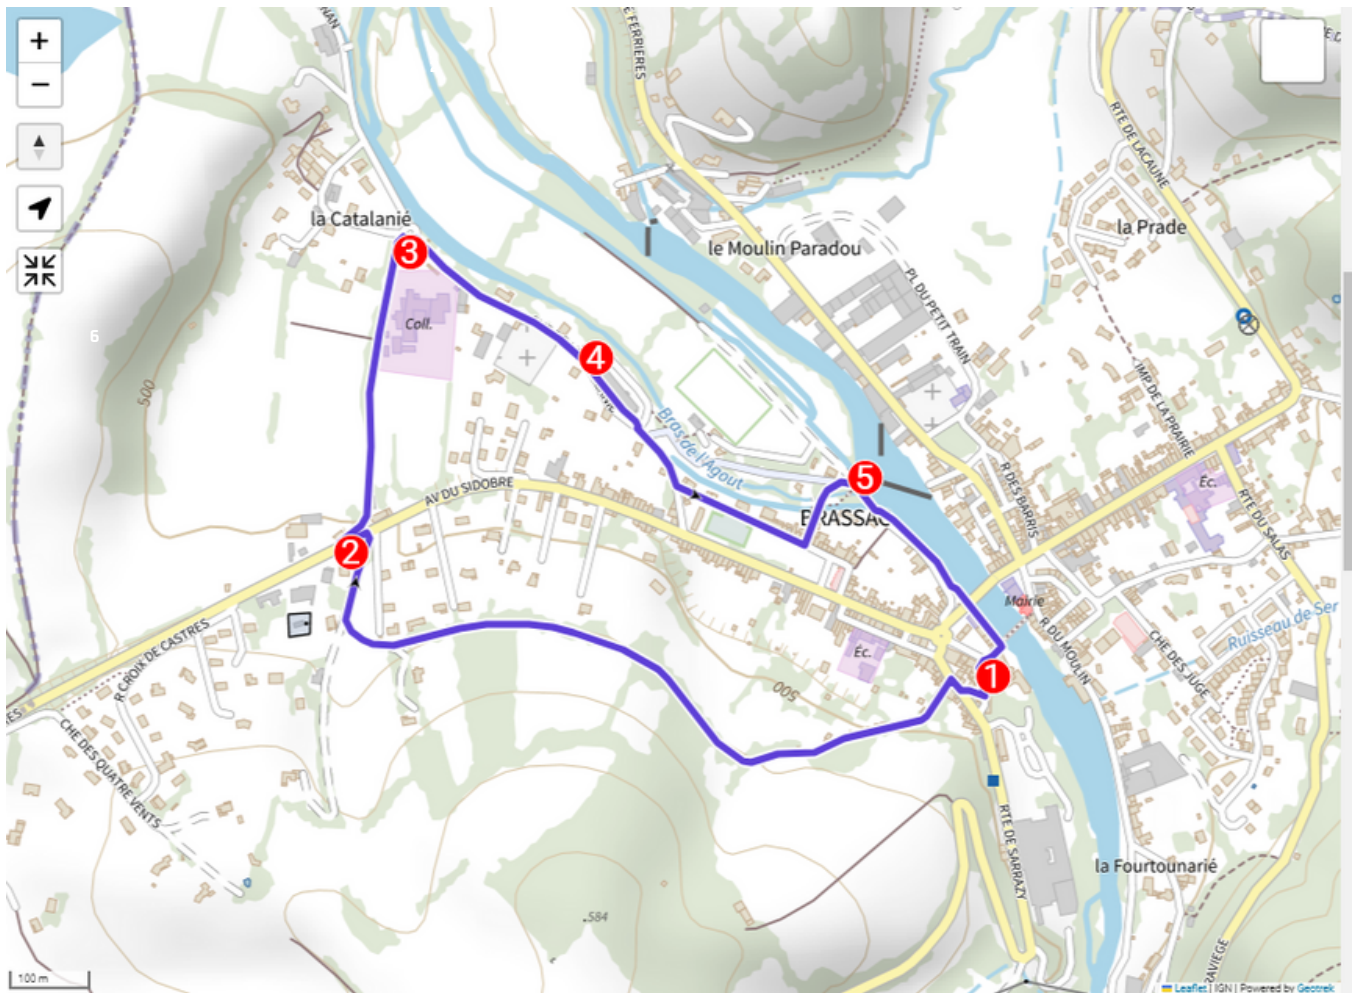 +
−
FERRIERES
RTE DE LACAUNE
la Catalanié
3
le Moulin Paradou
la Prade
PL DU PETIT TRAIN
Coll.
6
4
500
IMP DE LA PRAIRIE
Bras de l'Agout
AV DU SIDOBRE
5
R DES BARRIS
Éc.
RTE DU SALAS
BRASSAC
2
Mairie
R CROIX DE CASTRES
Éc.
R DU MOULIN
CHE DES JUGE
Ruisseau de Ser
1
500
CHE DES QUATRE VENTS
RTE DE SARRAZY
la Fourtounarié
584
RAVIEGE
100 m
Leaflet | IGN | Powered by Geotrek